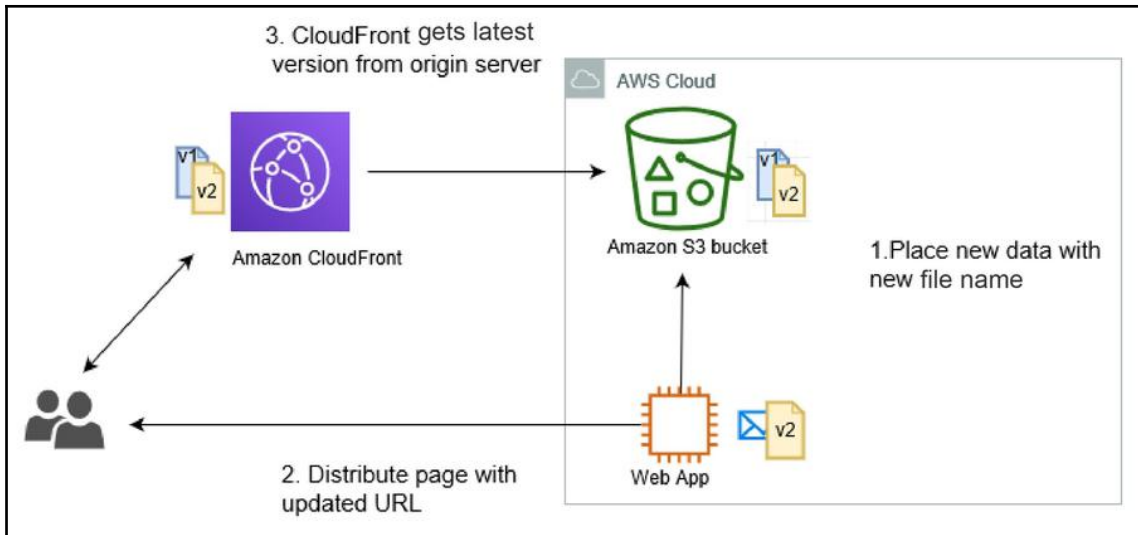 3. CloudFront gets latest
version from origin server
AWS Cloud
v1
v2
Amazon CloudFront
v1
v2
Amazon S3 bucket
1.Place new data with
new file name
v2
Web App
2. Distribute page with
updated URL